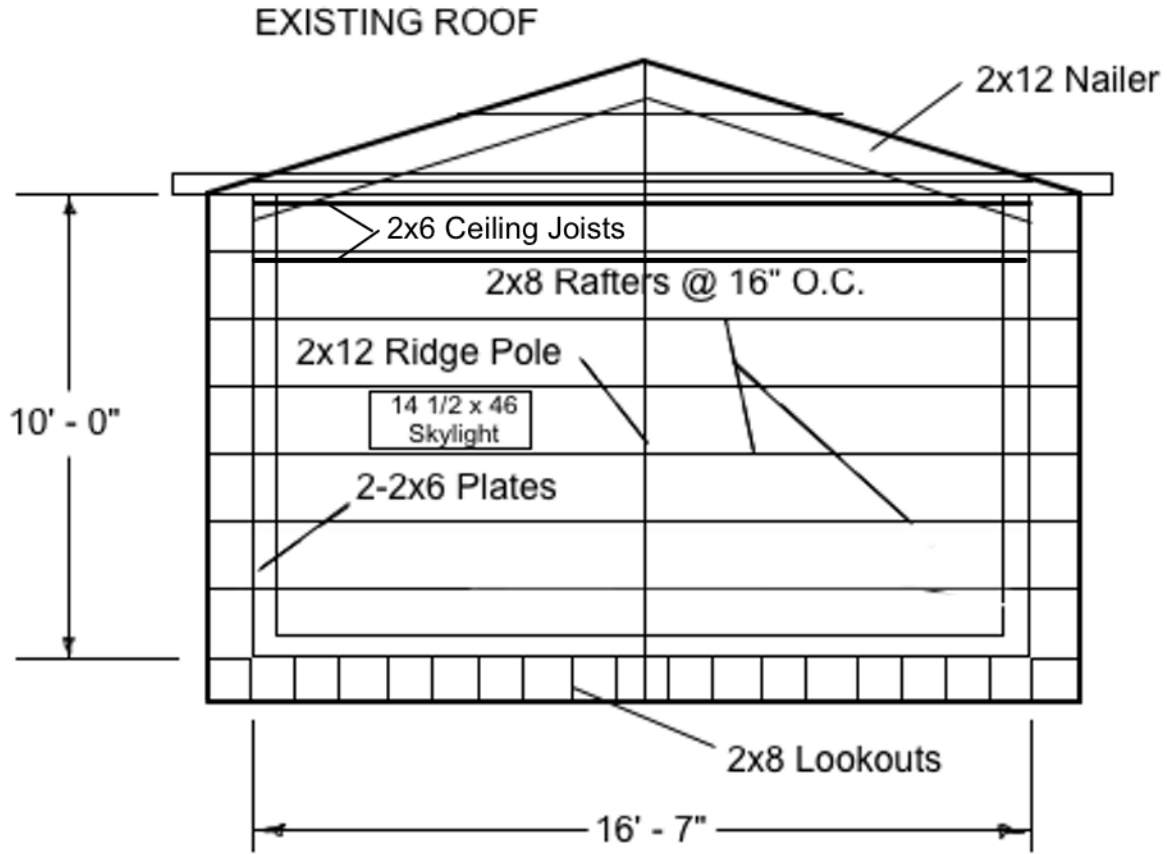 EXISTING ROOF
2x12 Nailer
2x6 Ceiling Joists
2x8 Rafters @ 16" O.C.
2x12 Ridge Pole
14 1/2 x 46
Skylight
10' - 0"
2-2x6 Plates
2x8 Lookouts
16' - 7"